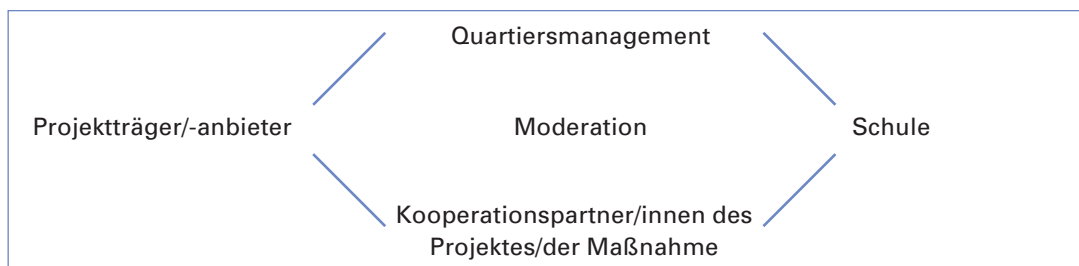 Quartiersmanagement
Projektträger/-anbieter
Moderation
Schule
Kooperationspartner/innen des
Projektes/der Maßnahme